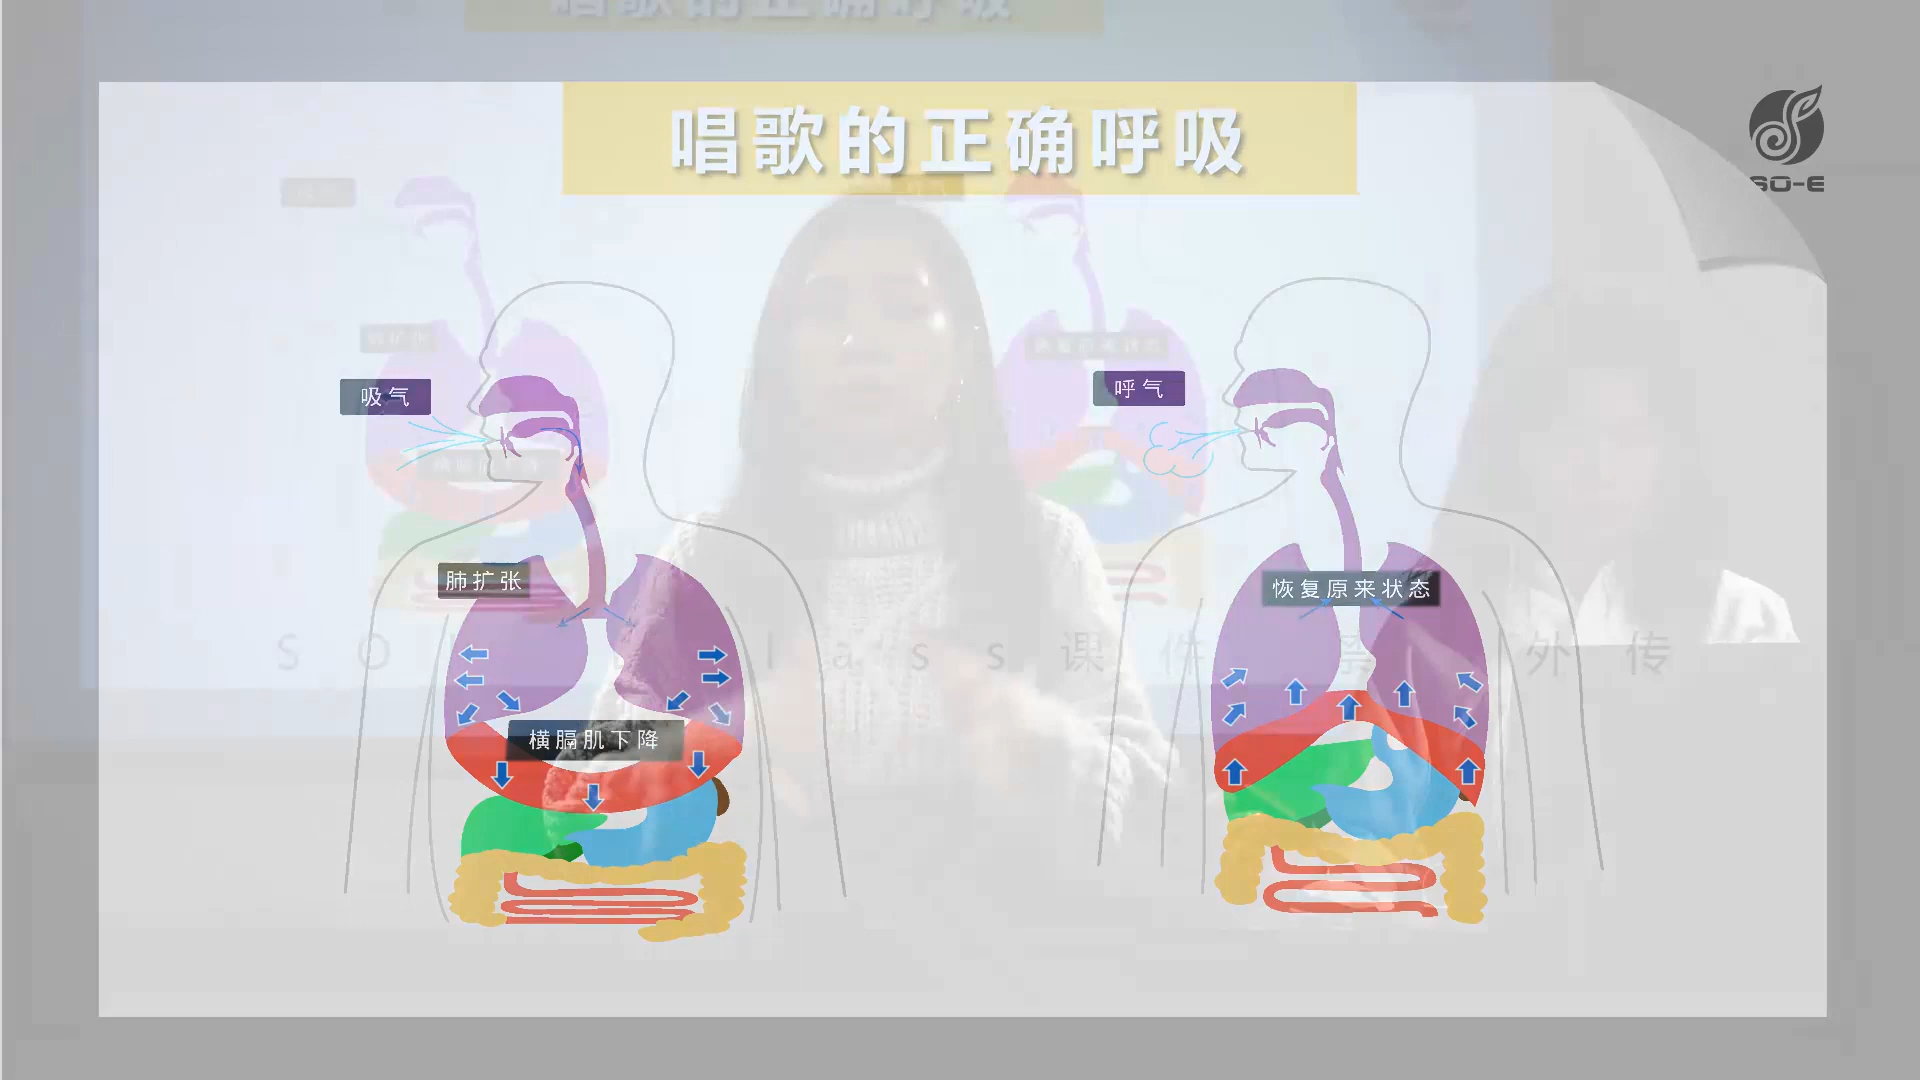 唱歌的正确呼吸
SO-E
吸气
呼气
肺扩张
恢复原来状态
横膈肌下降